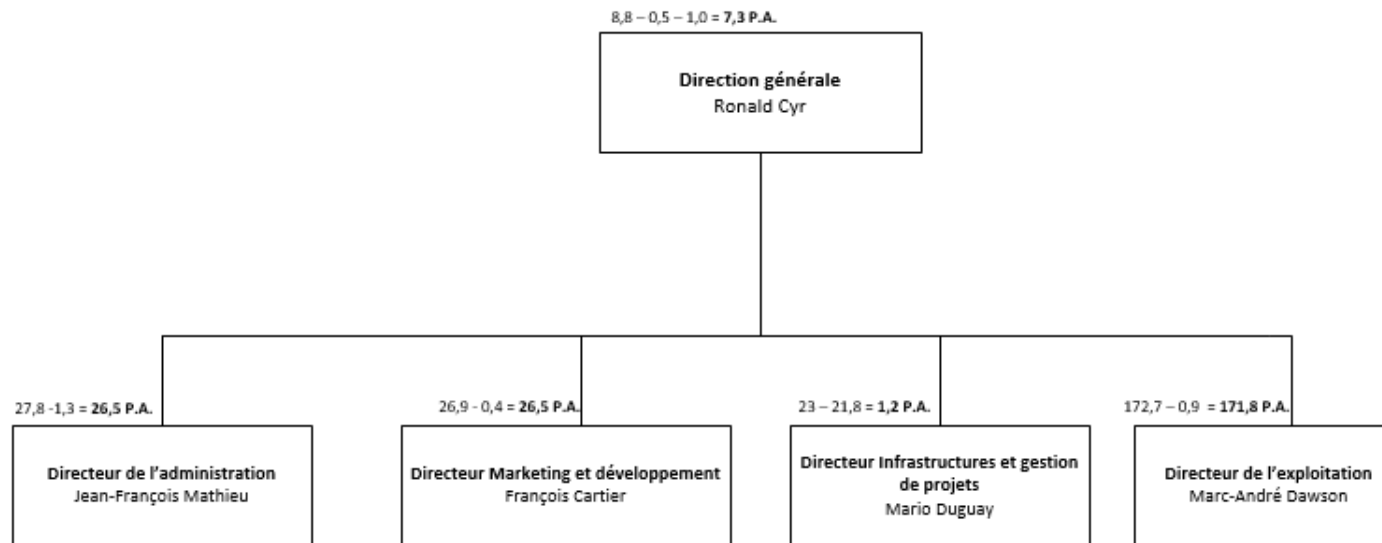 8,8 – 0,5 – 1,0 = 7,3 P.A.
Direction générale
Ronald Cyr
27,8 -1,3 = 26,5 P.A.
26,9 - 0,4 = 26,5 P.A.
23 – 21,8 = 1,2 P.A.
172,7 – 0,9 = 171,8 P.A.
Directeur de l’administration
Jean-François Mathieu
Directeur Marketing et développement
François Cartier
Directeur Infrastructures et gestion
de projets
Mario Duguay
Directeur de l’exploitation
Marc-André Dawson